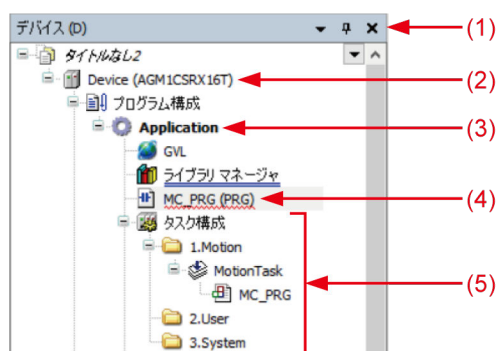 デバイス (D)
(1)
タイトルなし2
Device (AGM1CSRX16T)
(2)
プログラム構成
Application
(3)
GVL
ライブラリ マネージャ
MC_PRG (PRG)
(4)
タスク構成
1.Motion
MotionTask
(5)
MC_PRG
2.User
3.System